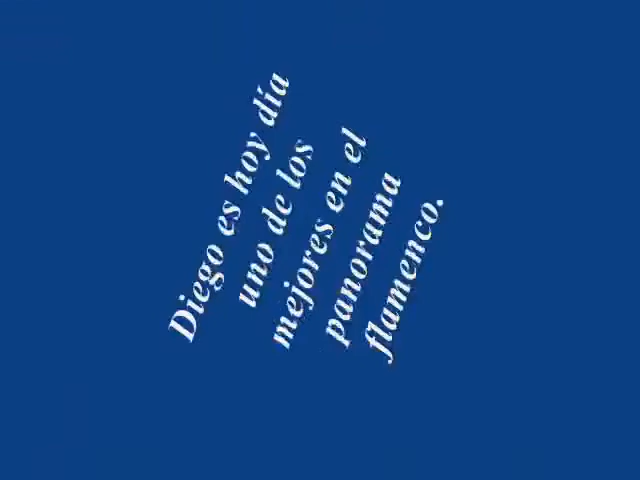 Diego es hoy día
uno de los
mejores en el
panorama
flamenco.